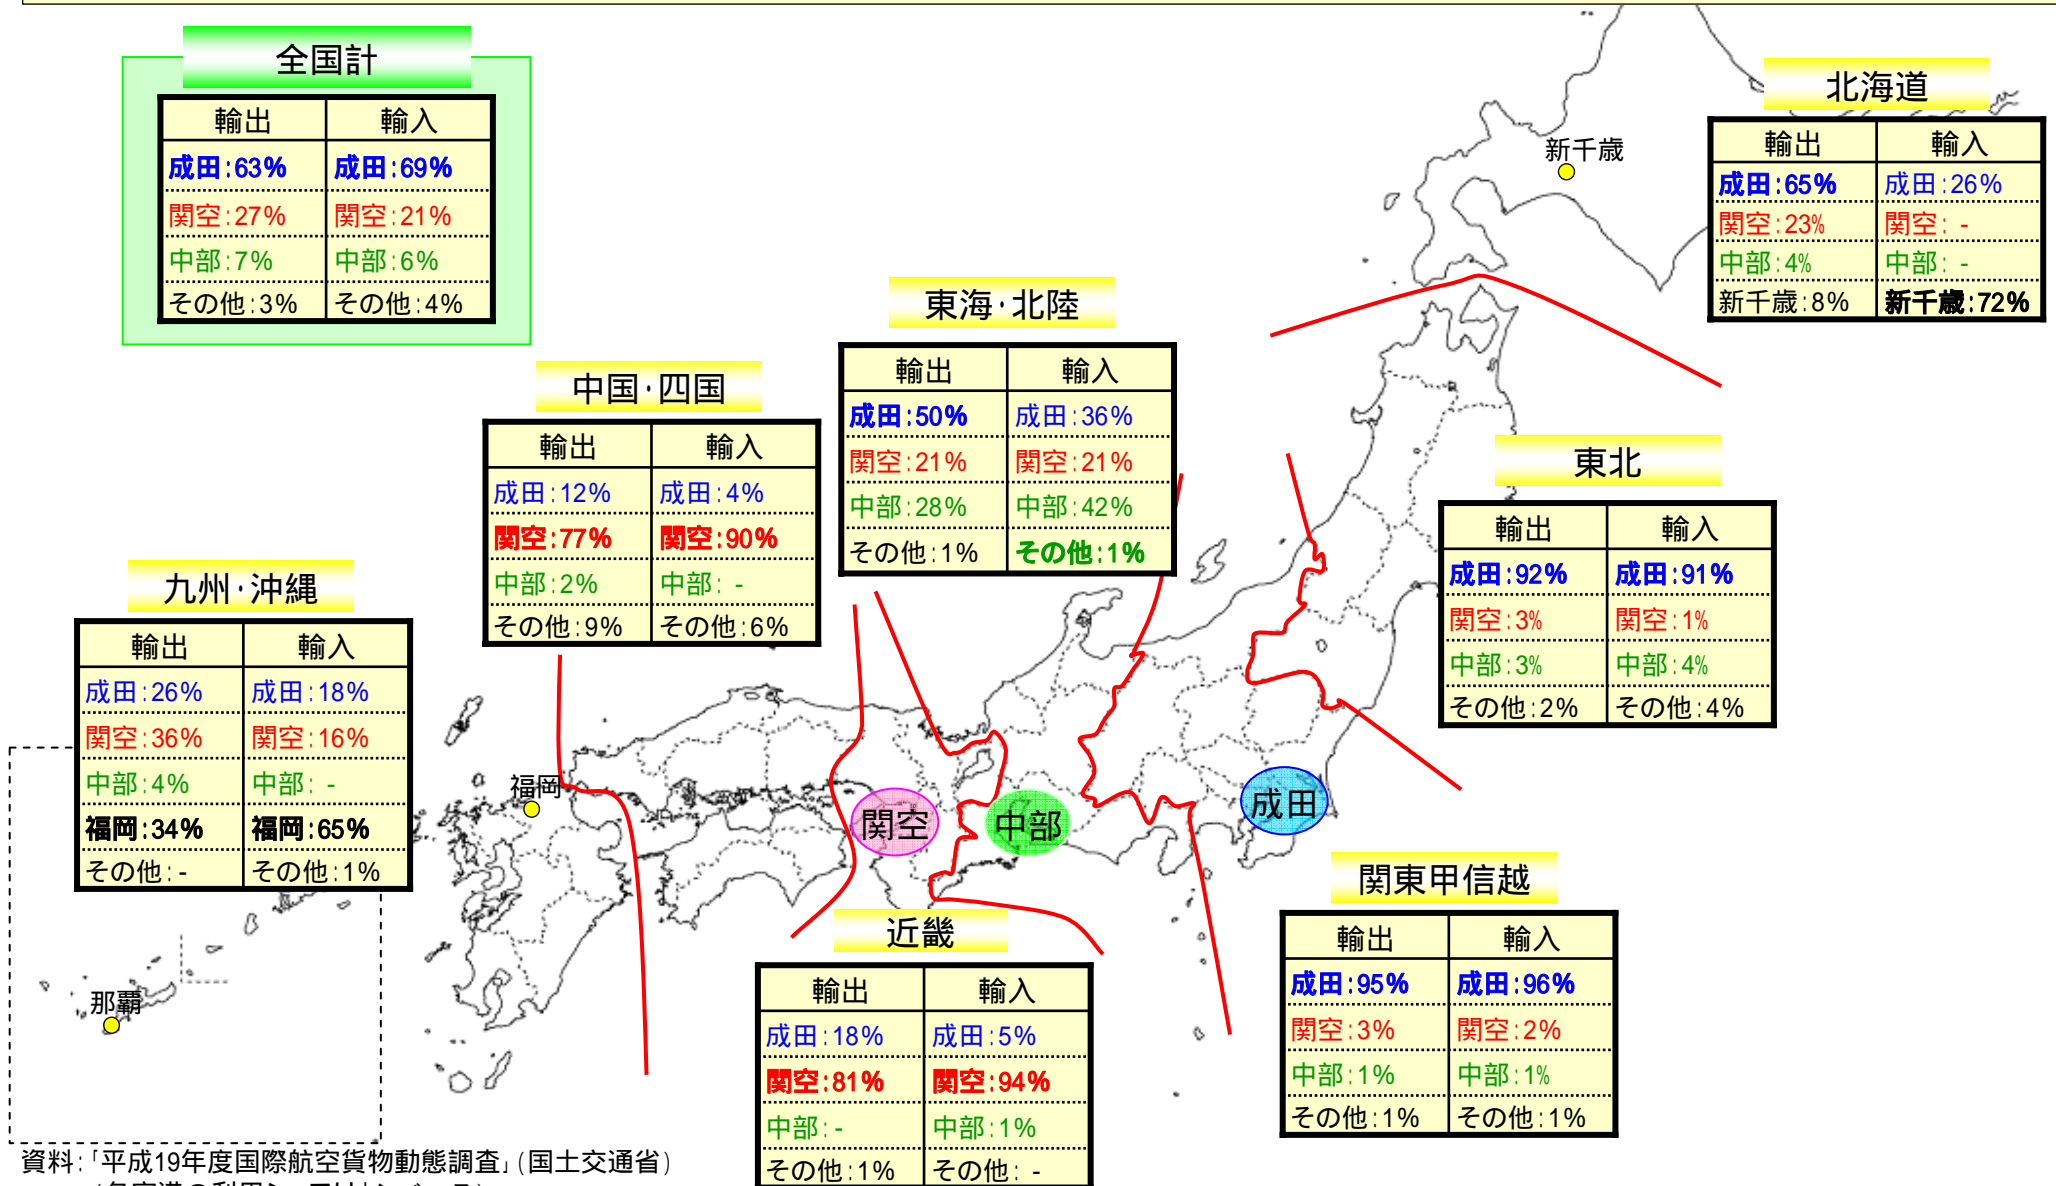 全国計
輸出 輸入
成田:63% 成田:69%
関空:27% 関空:21%
中部:7% 中部:6%
その他:3% その他:4%
北海道
輸出 輸入
成田:65% 成田:26%
関空:23% 関空: -
中部:4% 中部: -
新千歳:8% 新千歳:72%
新千歳
東海･北陸
輸出 輸入
成田:50% 成田:36%
関空:21% 関空:21%
中部:28% 中部:42%
その他:1% その他:1%
中国･四国
輸出 輸入
成田:12% 成田:4%
関空:77% 関空:90%
中部:2% 中部: -
その他:9% その他:6%
東北
輸出 輸入
成田:92% 成田:91%
関空:3% 関空:1%
中部:3% 中部:4%
その他:2% その他:4%
九州･沖縄
輸出 輸入
成田:26% 成田:18%
関空:36% 関空:16%
中部:4% 中部: -
福岡:34% 福岡:65%
その他:- その他:1%
福岡
関空
中部
成田
那覇
近畿
輸出 輸入
成田:18% 成田:5%
関空:81% 関空:94%
中部:- 中部:1%
その他:1% その他: -
関東甲信越
輸出 輸入
成田:95% 成田:96%
関空:3% 関空:2%
中部:1% 中部:1%
その他:1% その他:1%
資料:｢平成19年度国際航空貨物動態調査｣(国土交通省)